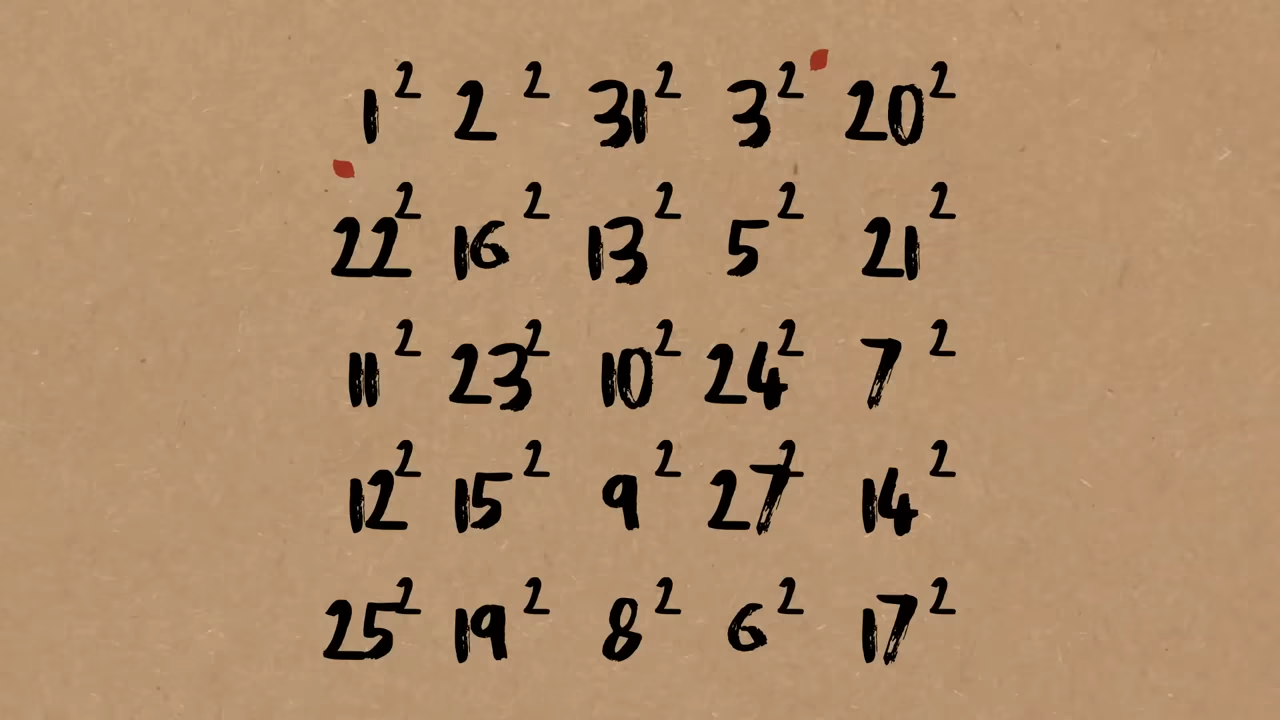 1² 2² 31² 3² 20²
22² 16² 13² 5² 21²
11² 23² 10² 24² 7²
12² 15² 9² 27² 14²
25² 19² 8² 6² 17²